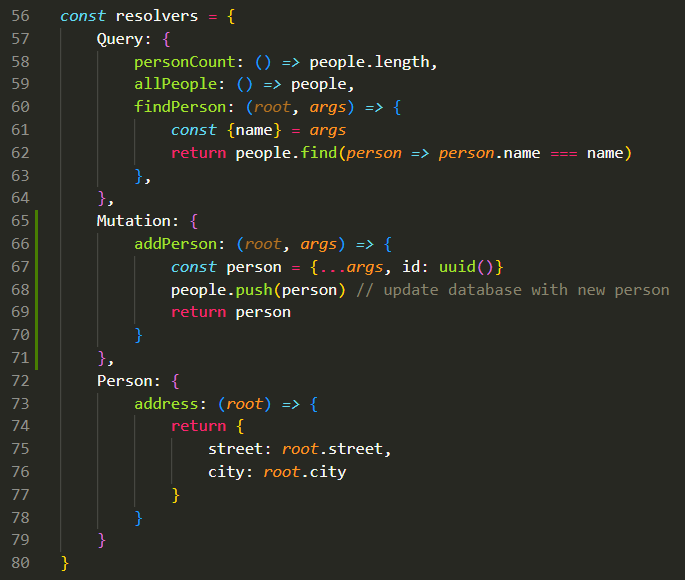 56 const resolvers = {
57 Query: {
58 personCount: () => people.length,
59 allPeople: () => people,
60 findPerson: (root, args) => {
61 const {name} = args
62 return people.find(person => person.name === name)
63 },
64 },
65 Mutation: {
66 addPerson: (root, args) => {
67 const person = {...args, id: uuid()}
68 people.push(person) // update database with new person
69 return person
70 }
71 },
72 Person: {
73 address: (root) => {
74 return {
75 street: root.street,
76 city: root.city
77 }
78 }
79 }
80 }